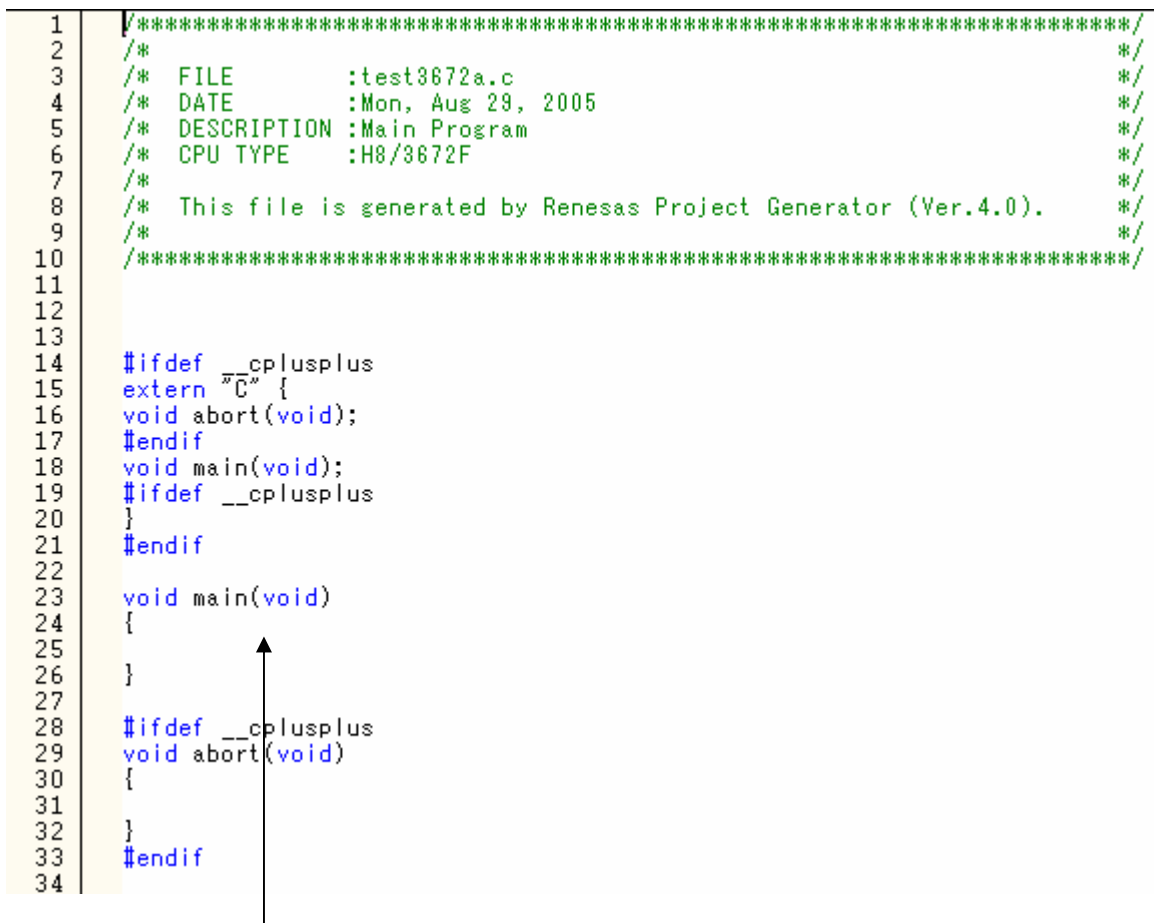 1 /***********************************************************************/
2 /* */
3 /* FILE :test3672a.c */
4 /* DATE :Mon, Aug 29, 2005 */
5 /* DESCRIPTION :Main Program */
6 /* CPU TYPE :H8/3672F */
7 /* */
8 /* This file is generated by Renesas Project Generator (Ver.4.0). */
9 /* */
10 /***********************************************************************/
11
12
13
14 #ifdef __cplusplus
15 extern "C" {
16 void abort(void);
17 #endif
18 void main(void);
19 #ifdef __cplusplus
20 }
21 #endif
22
23 void main(void)
24 {
25
26 }
27
28 #ifdef __cplusplus
29 void abort(void)
30 {
31
32 }
33 #endif
34